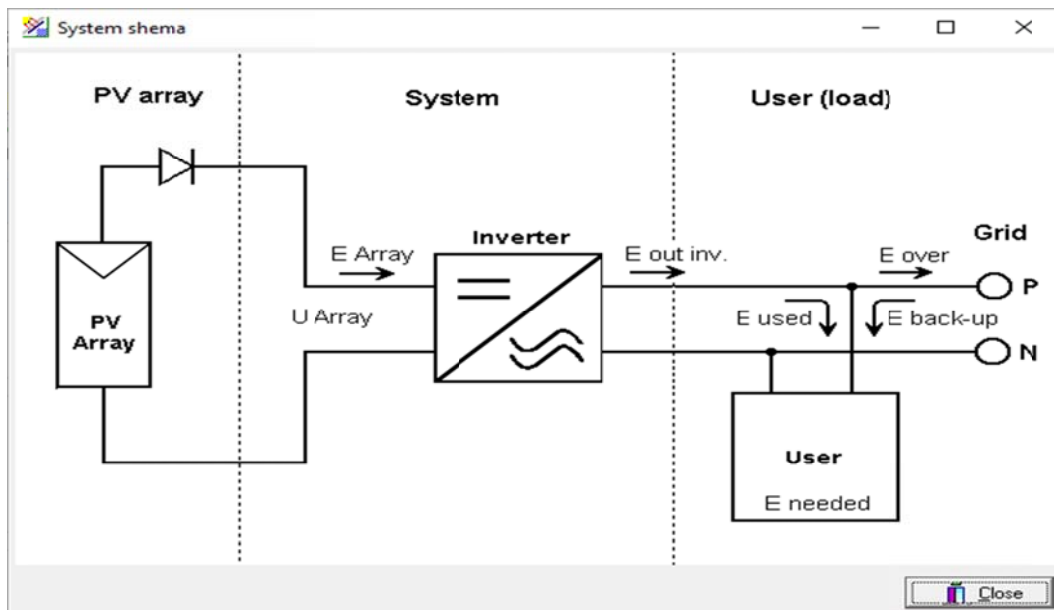 System shema
PV array
System
User (load)
Inverter
Grid
E Array
E out inv.
E over
P
U Array
E used
E back-up
PV
Array
N
User
E needed
Close